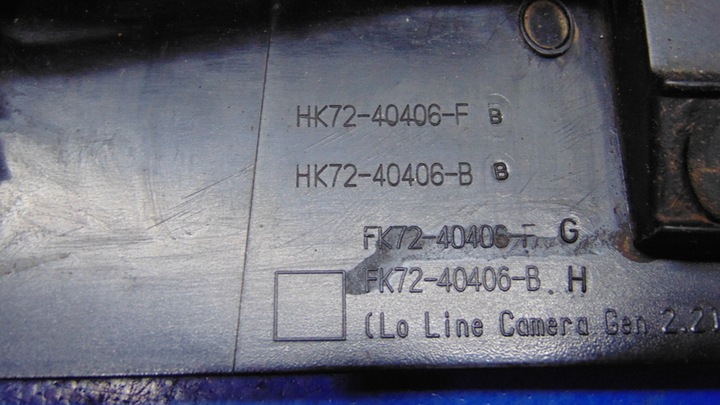 HK72-40406-F B
HK72-40406-B B
FK72-40406-F G
FK72-40406-B. H
(Lo Line Camera Gen 2.2)